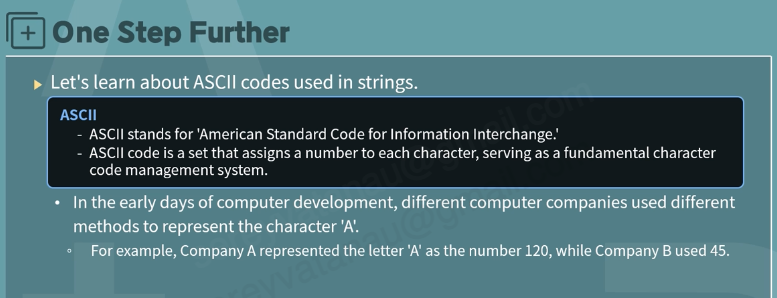 One Step Further
Let's learn about ASCII codes used in strings.
ASCII
- ASCII stands for 'American Standard Code for Information Interchange.'
- ASCII code is a set that assigns a number to each character, serving as a fundamental character
code management system.
• In the early days of computer development, different computer companies used different
methods to represent the character 'A'.
◦ For example, Company A represented the letter 'A' as the number 120, while Company B used 45.